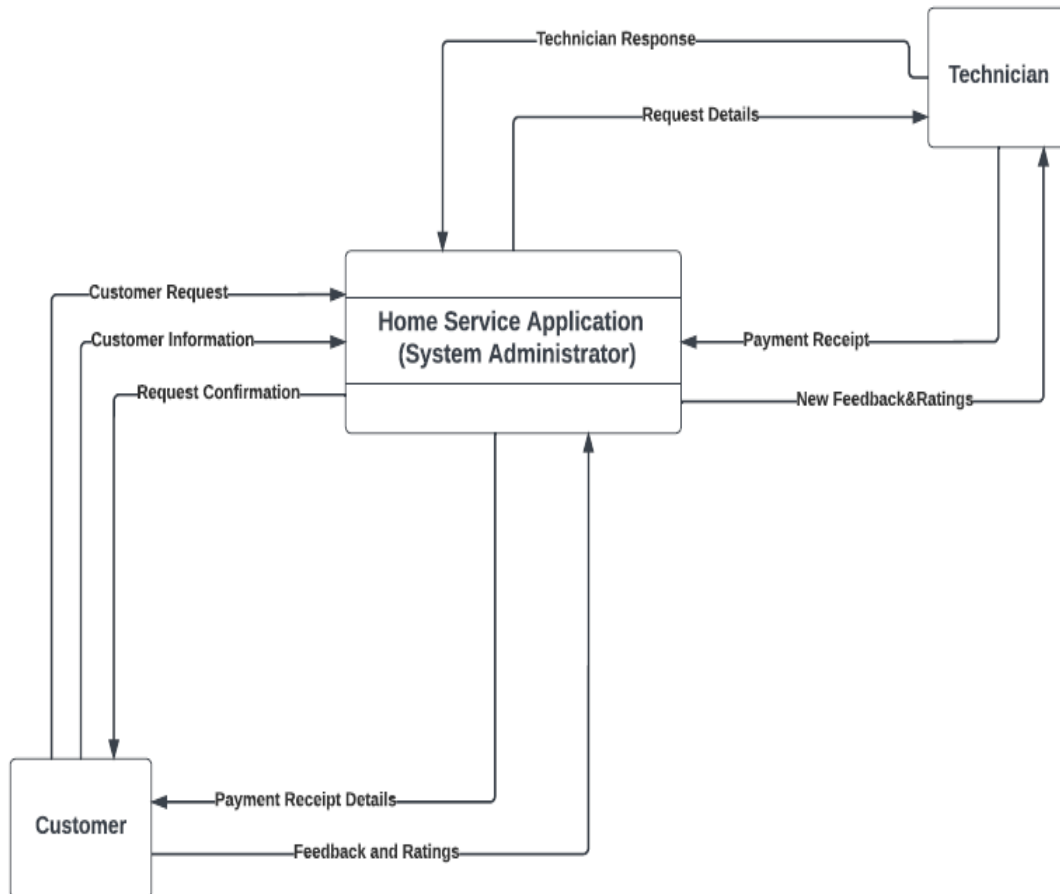 Technician Response
Technician
Request Details
Customer Request
Home Service Application
(System Administrator)
Customer Information
Payment Receipt
Request Confirmation
New Feedback&Ratings
Payment Receipt Details
Customer
Feedback and Ratings